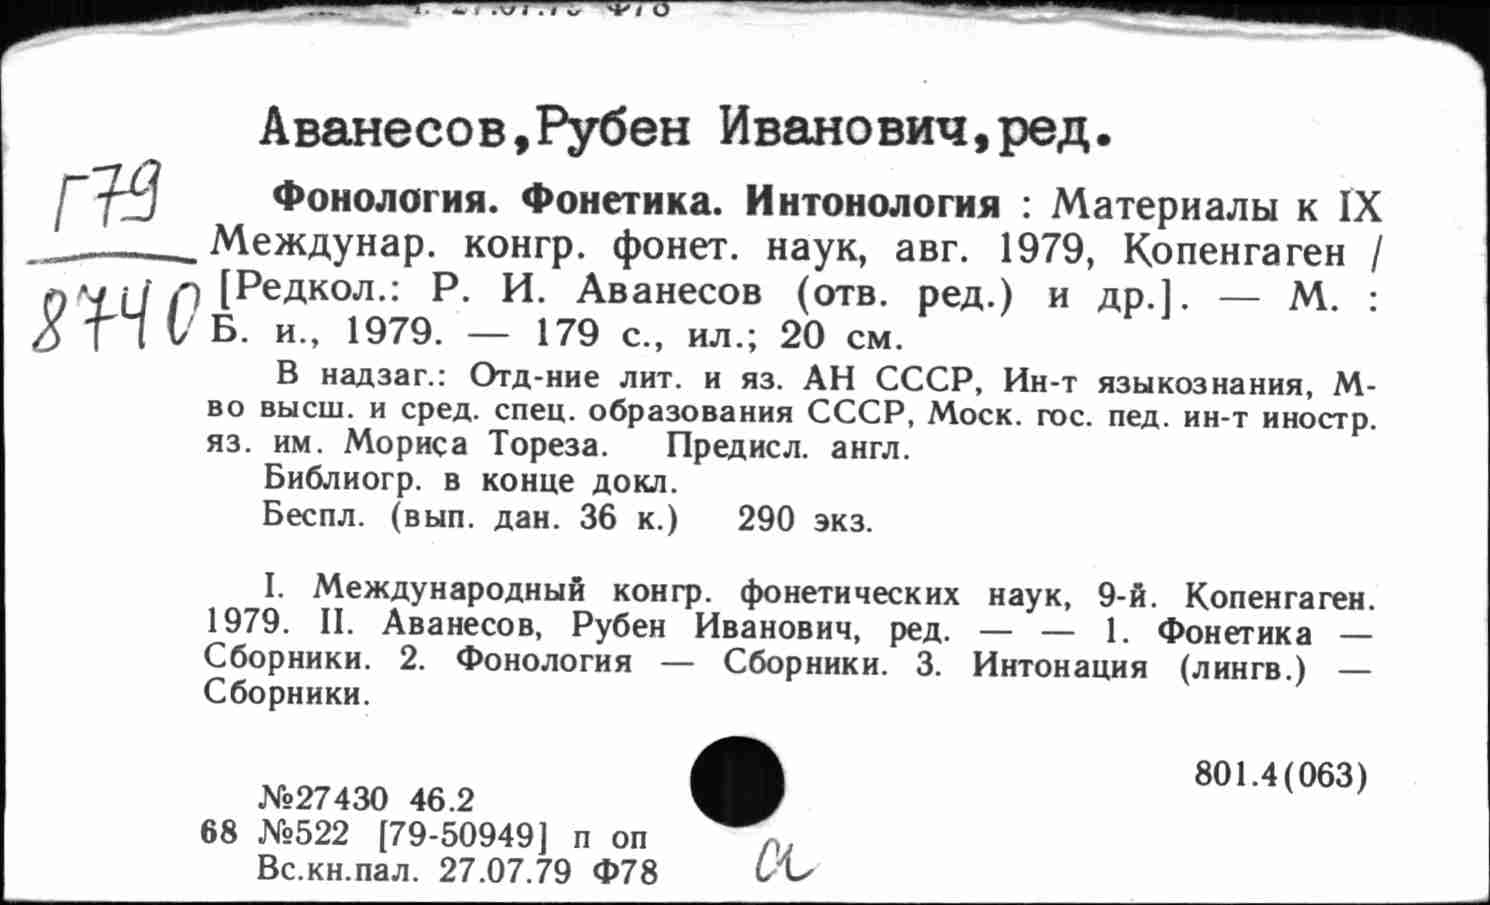 Аванесов,Рубен Иванович,ред.
Г79
8740
Фонология. Фонетика. Интонология : Материалы к IX
Междунар. конгр. фонет. наук, авг. 1979, Копенгаген /
[Редкол.: Р. И. Аванесов (отв. ред.) и др.]. — М. :
Б. и., 1979. — 179 с., ил.; 20 см.
В надзаг.: Отд-ние лит. и яз. АН СССР, Ин-т языкознания, М-
во высш. и сред. спец. образования СССР, Моск. гос. пед. ин-т иностр.
яз. им. Мориса Тореза. Предисл. англ.
Библиогр. в конце докл.
Беспл. (вып. дан. 36 к.) 290 экз.
I. Международный конгр. фонетических наук, 9-й. Копенгаген.
1979. II. Аванесов, Рубен Иванович, ред. — — 1. Фонетика —
Сборники. 2. Фонология — Сборники. 3. Интонация (лингв.) —
Сборники.
801.4(063)
№27430 46.2
68 №522 [79-50949] п оп
Вс.кн.пал. 27.07.79 Ф78